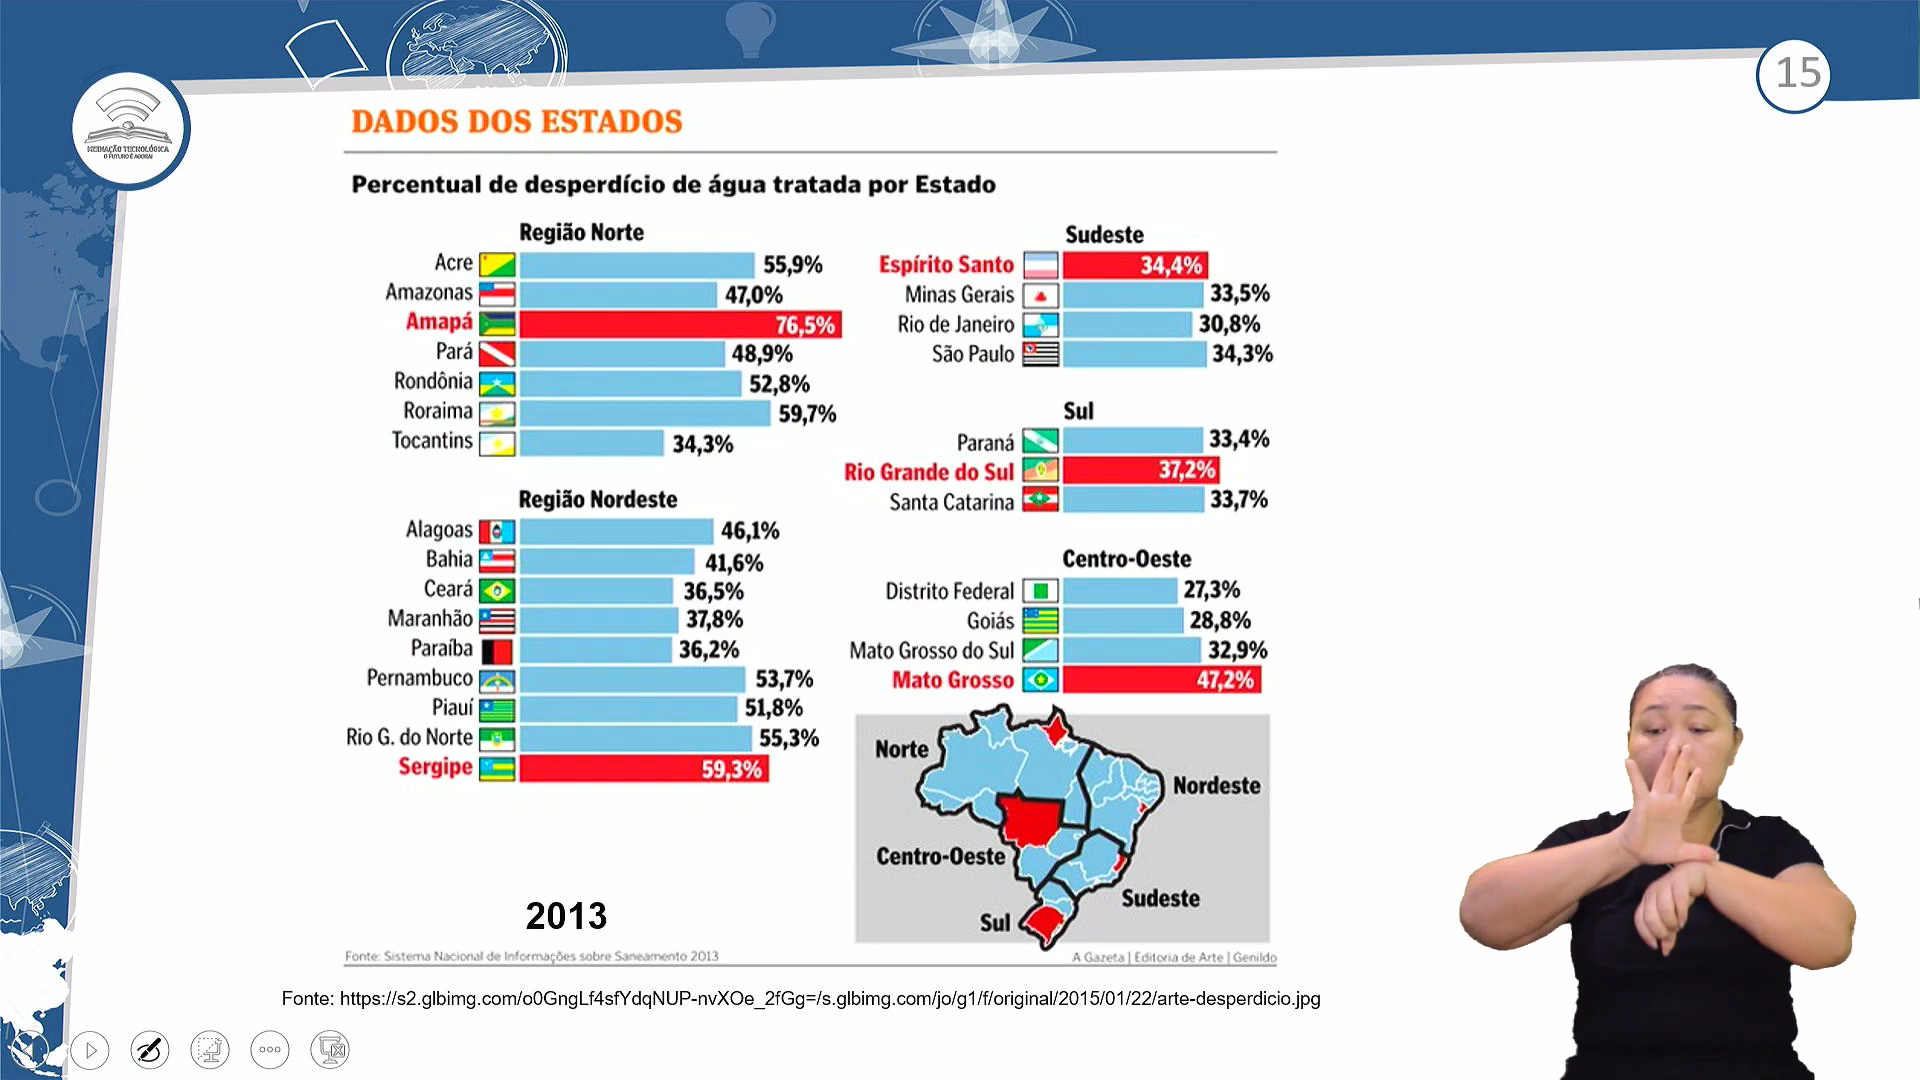 15
MEDIAÇÃO TECNOLÓGICA
O FUTURO É AGORA!
DADOS DOS ESTADOS
Percentual de desperdício de água tratada por Estado
Região Norte
Acre 55,9%
Amazonas 47,0%
Amapá 76,5%
Pará 48,9%
Rondônia 52,8%
Roraima 59,7%
Tocantins 34,3%
Região Nordeste
Alagoas 46,1%
Bahia 41,6%
Ceará 36,5%
Maranhão 37,8%
Paraíba 36,2%
Pernambuco 53,7%
Piauí 51,8%
Rio G. do Norte 55,3%
Sergipe 59,3%
Sudeste
Espírito Santo 34,4%
Minas Gerais 33,5%
Rio de Janeiro 30,8%
São Paulo 34,3%
Sul
Paraná 33,4%
Rio Grande do Sul 37,2%
Santa Catarina 33,7%
Centro-Oeste
Distrito Federal 27,3%
Goiás 28,8%
Mato Grosso do Sul 32,9%
Mato Grosso 47,2%
Norte
Nordeste
Centro-Oeste
Sudeste
Sul
2013
Fonte: Sistema Nacional de Informações sobre Saneamento 2013
A Gazeta | Editoria de Arte | Genildo
Fonte: https://s2.glbimg.com/o0GngLf4sfYdqNUP-nvXOe_2fGg=/s.glbimg.com/jo/g1/f/original/2015/01/22/arte-desperdicio.jpg